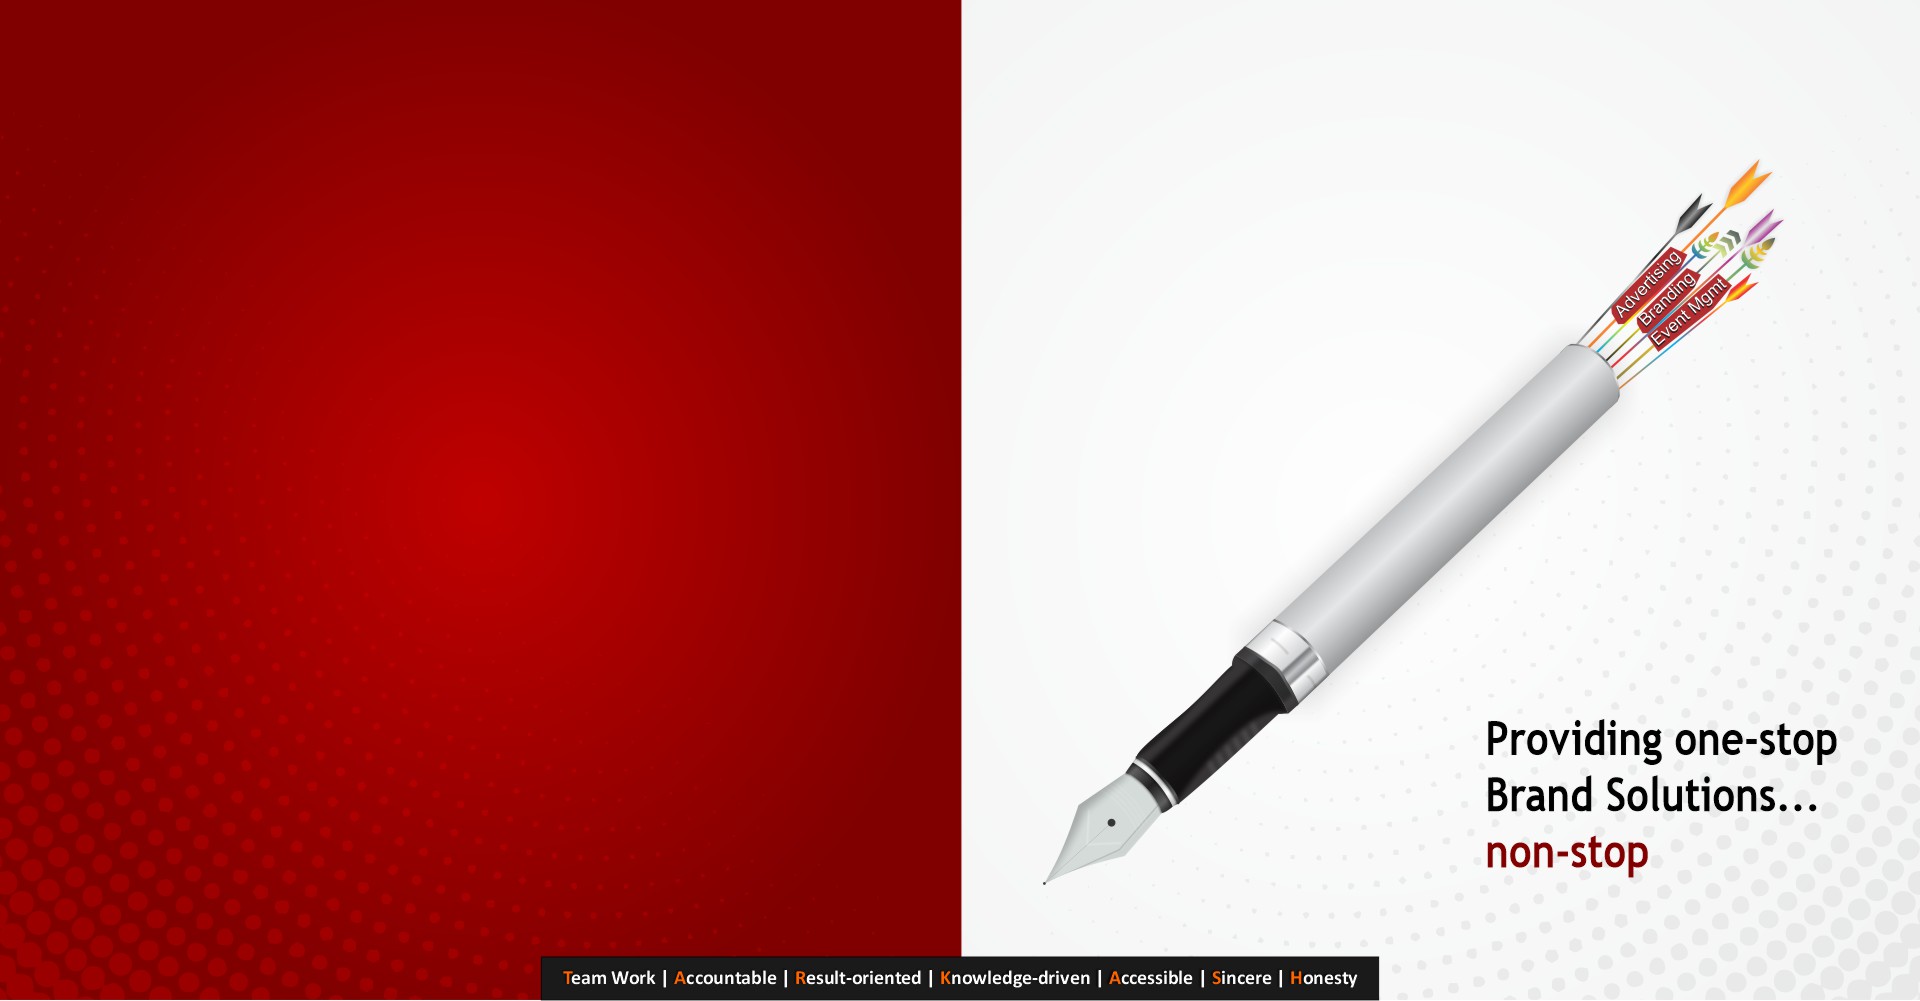 Advertising
Branding
Event Mgmt
Providing one-stop
Brand Solutions...
non-stop
Team Work | Accountable | Result-oriented | Knowledge-driven | Accessible | Sincere | Honesty